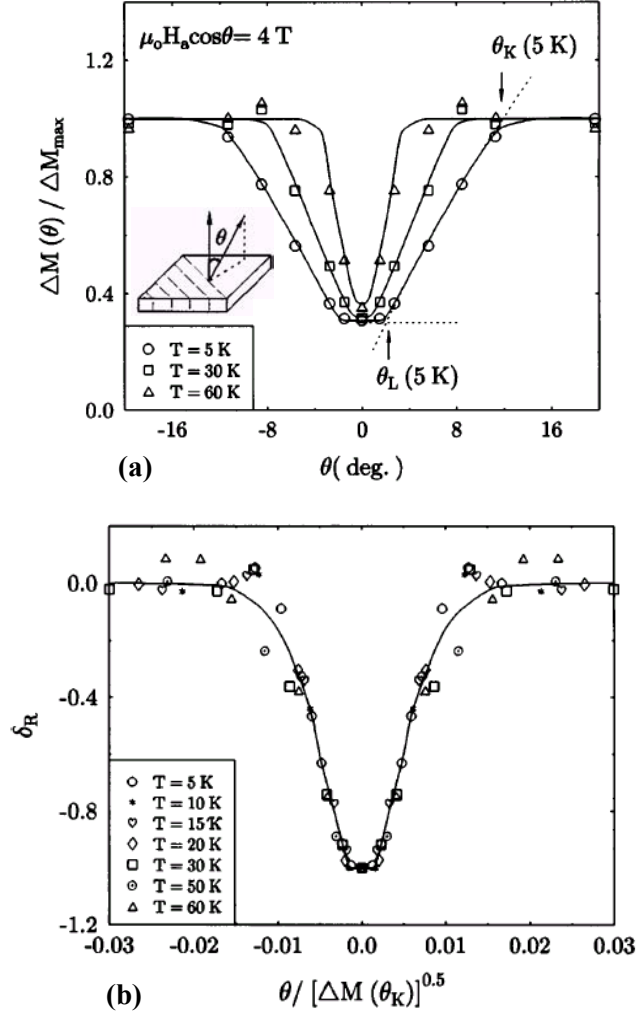 μ₀Hₐcosθ= 4 T
θ_K (5 K)
1.2
0.8
0.4
0.0
ΔM (θ) / ΔM_max
θ
T = 5 K
T = 30 K
T = 60 K
θ_L (5 K)
-16 -8 0 8 16
(a) θ( deg. )
0.0
-0.4
-0.8
-1.2
δ_R
T = 5 K
T = 10 K
T = 15 K
T = 20 K
T = 30 K
T = 50 K
T = 60 K
-0.03 -0.02 -0.01 0.0 0.01 0.02 0.03
(b) θ/ [ΔM (θ_K)]^0.5